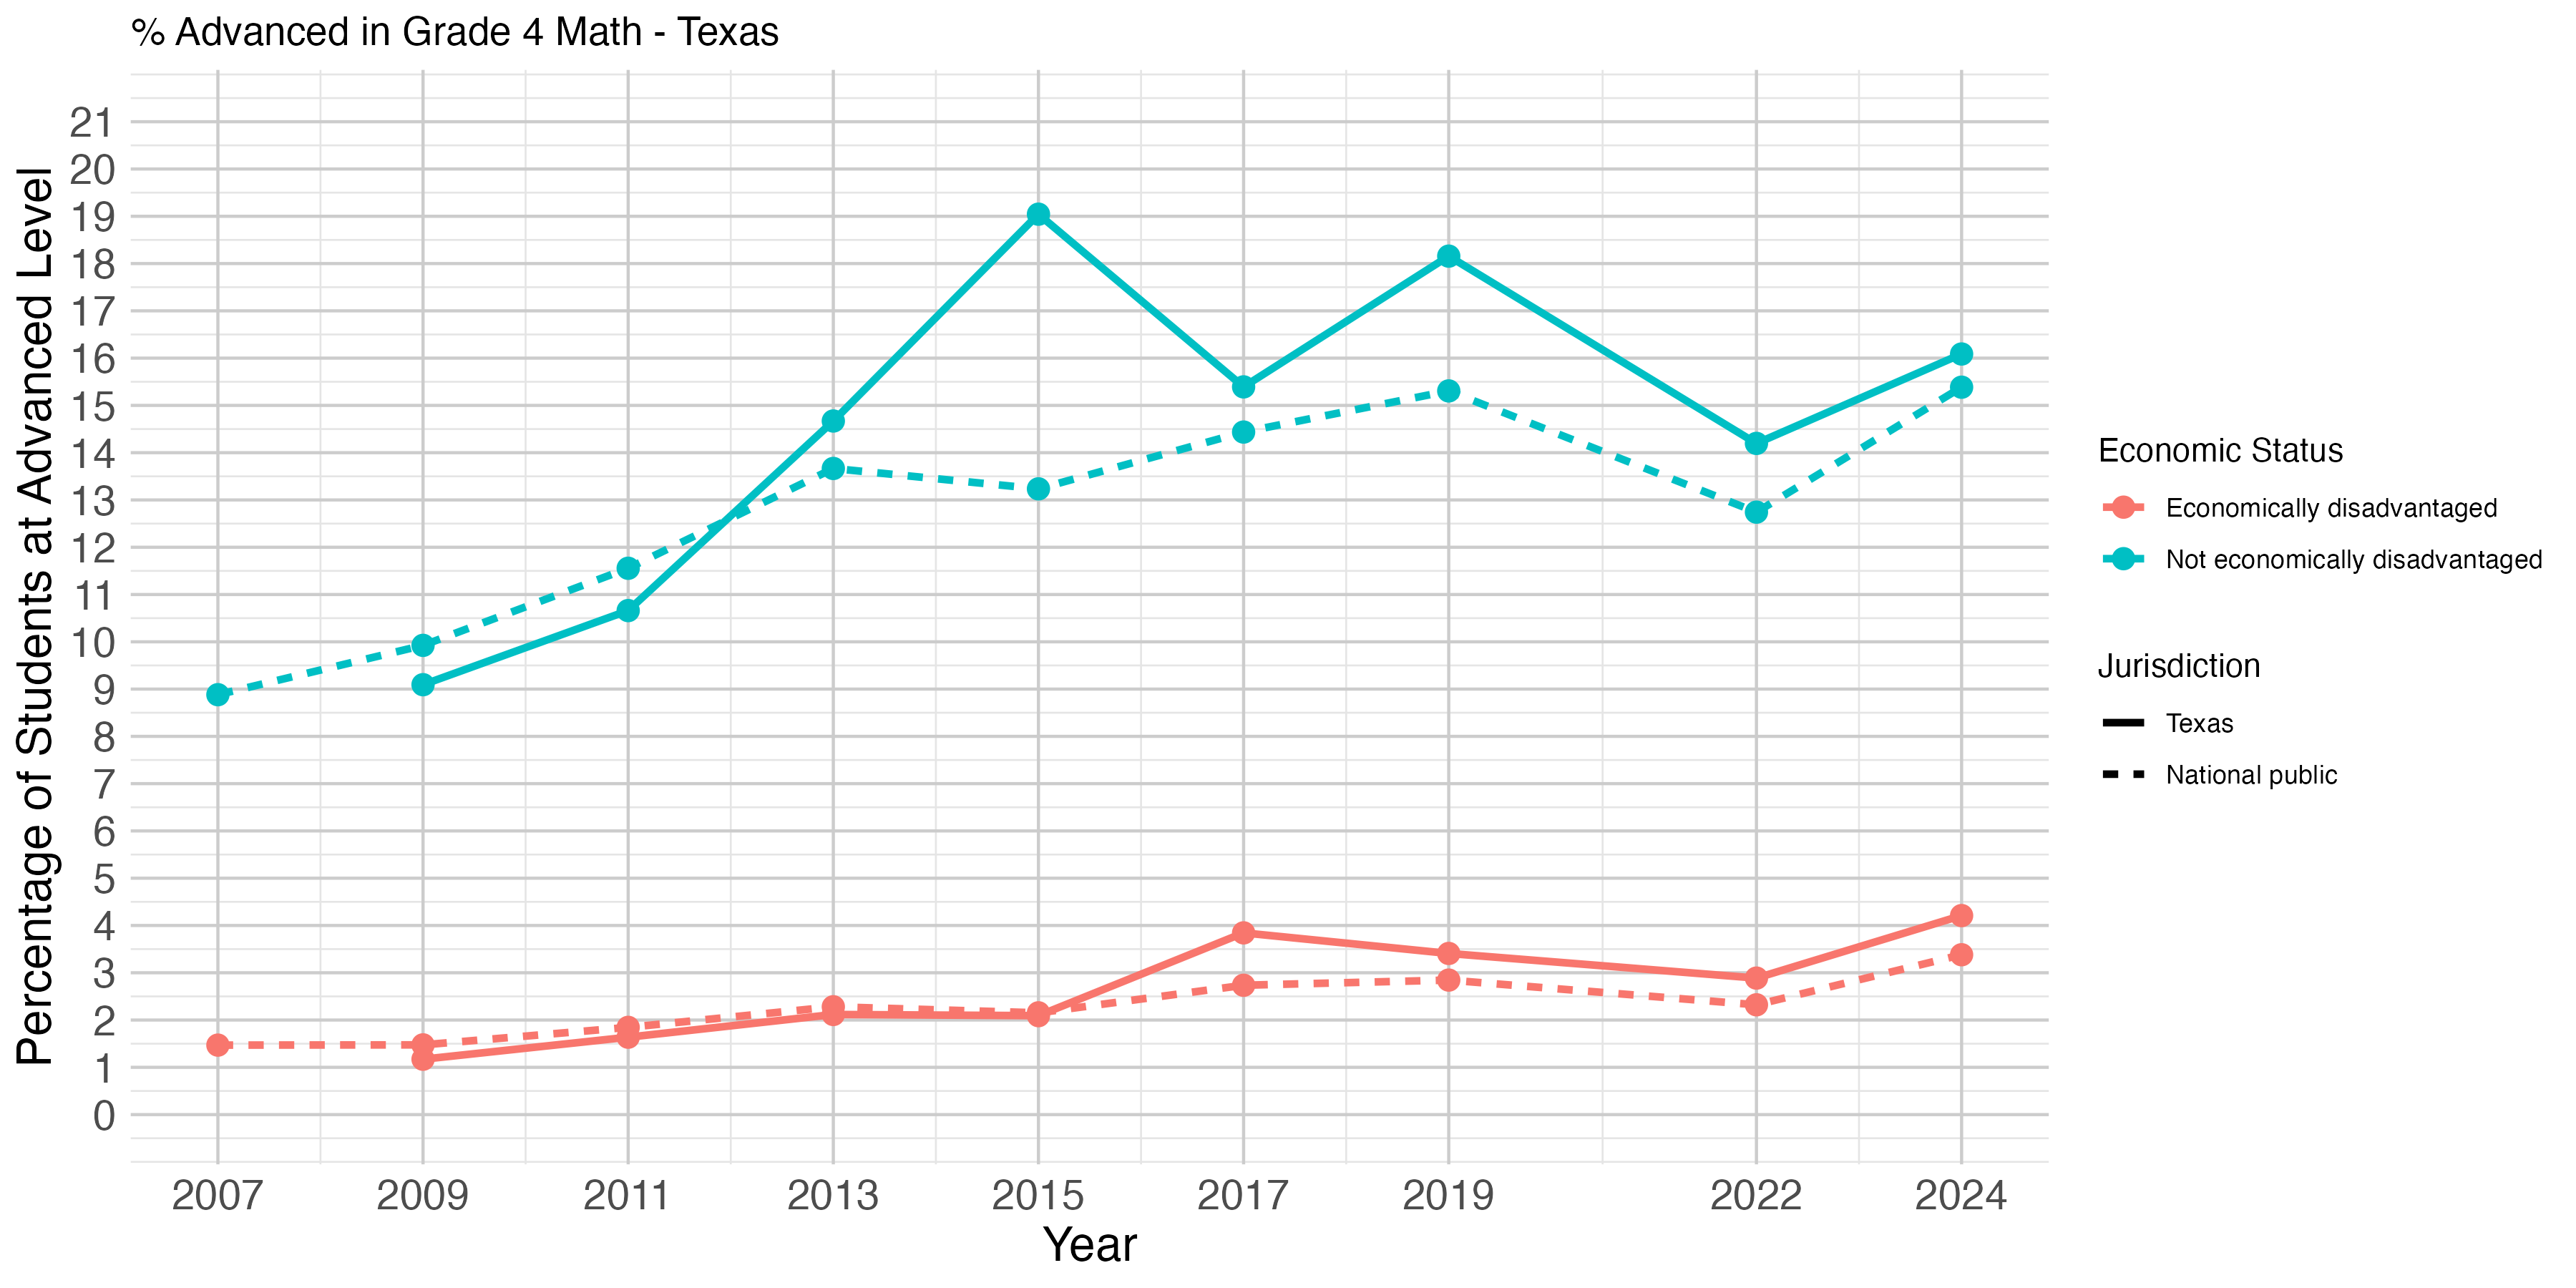 % Advanced in Grade 4 Math - Texas
Percentage of Students at Advanced Level
21
20
19
18
17
16
15
14
13
12
11
10
9
8
7
6
5
4
3
2
1
0
2007 2009 2011 2013 2015 2017 2019 2022 2024
Year
Economic Status
Economically disadvantaged
Not economically disadvantaged
Jurisdiction
Texas
National public